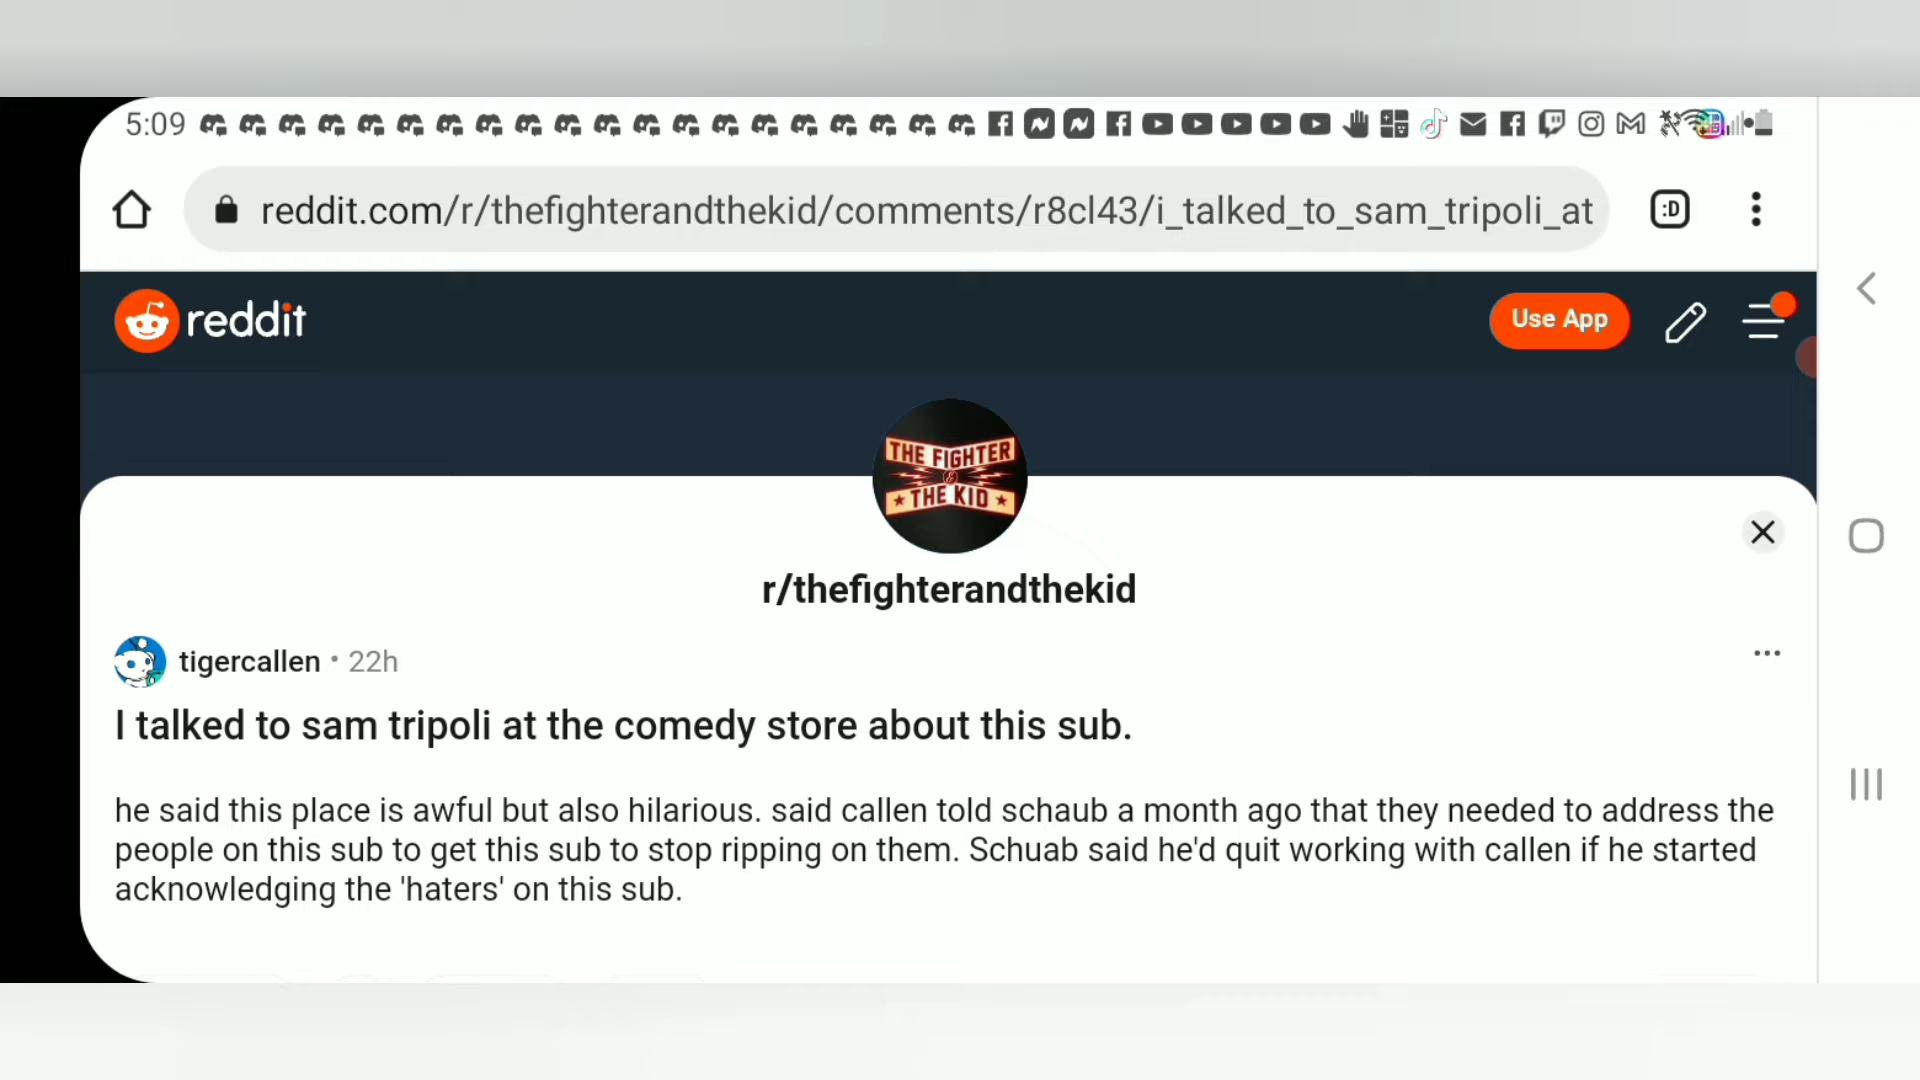 5:09
reddit.com/r/thefighterandthekid/comments/r8cl43/i_talked_to_sam_tripoli_at
:D
reddit
Use App
THE FIGHTER
&
THE KID
r/thefighterandthekid
tigercallen • 22h
I talked to sam tripoli at the comedy store about this sub.
he said this place is awful but also hilarious. said callen told schaub a month ago that they needed to address the
people on this sub to get this sub to stop ripping on them. Schuab said he'd quit working with callen if he started
acknowledging the 'haters' on this sub.